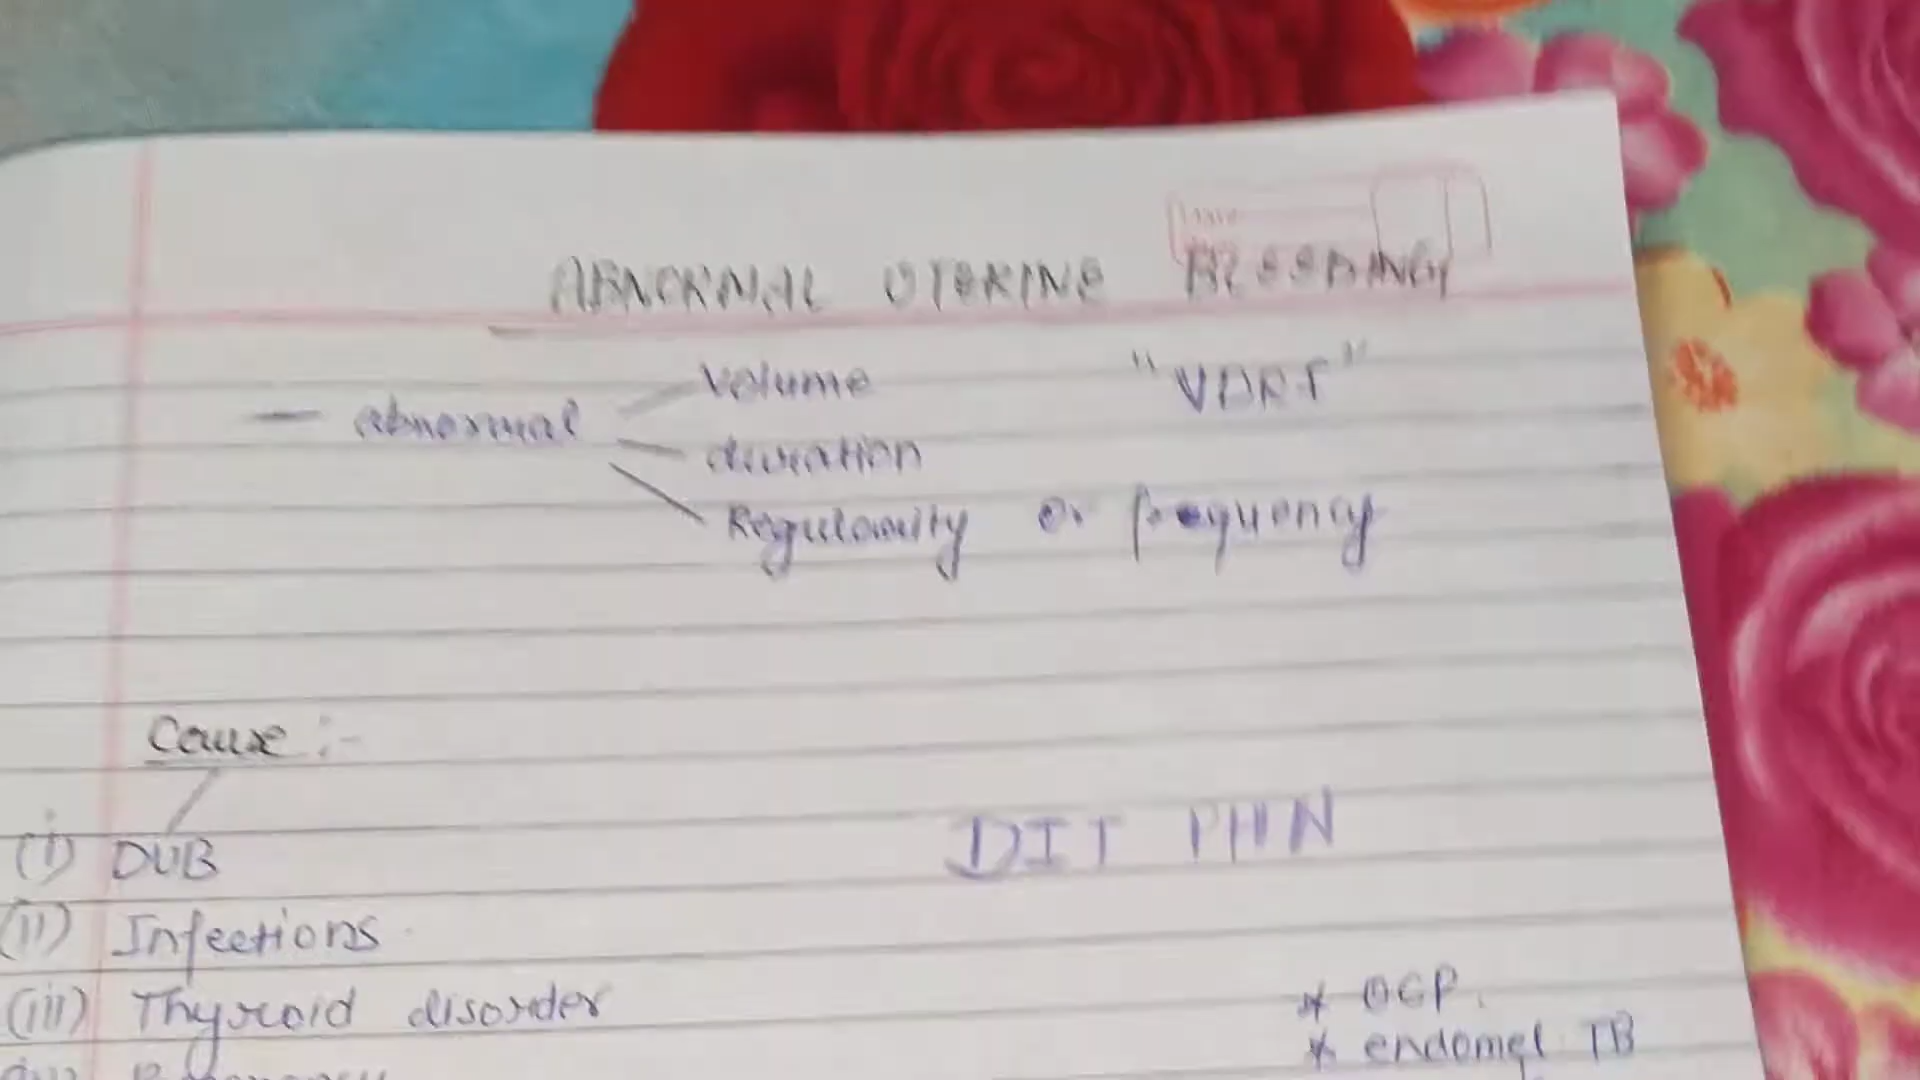 ABNORMAL UTERINE BLEEDING
volume "VDRF"
— abnormal
duration
Regularity or frequency
Cause :-
(i) DUB
DIT PHN
(ii) Infections
(iii) Thyroid disorder
* OCP.
* endomet TB